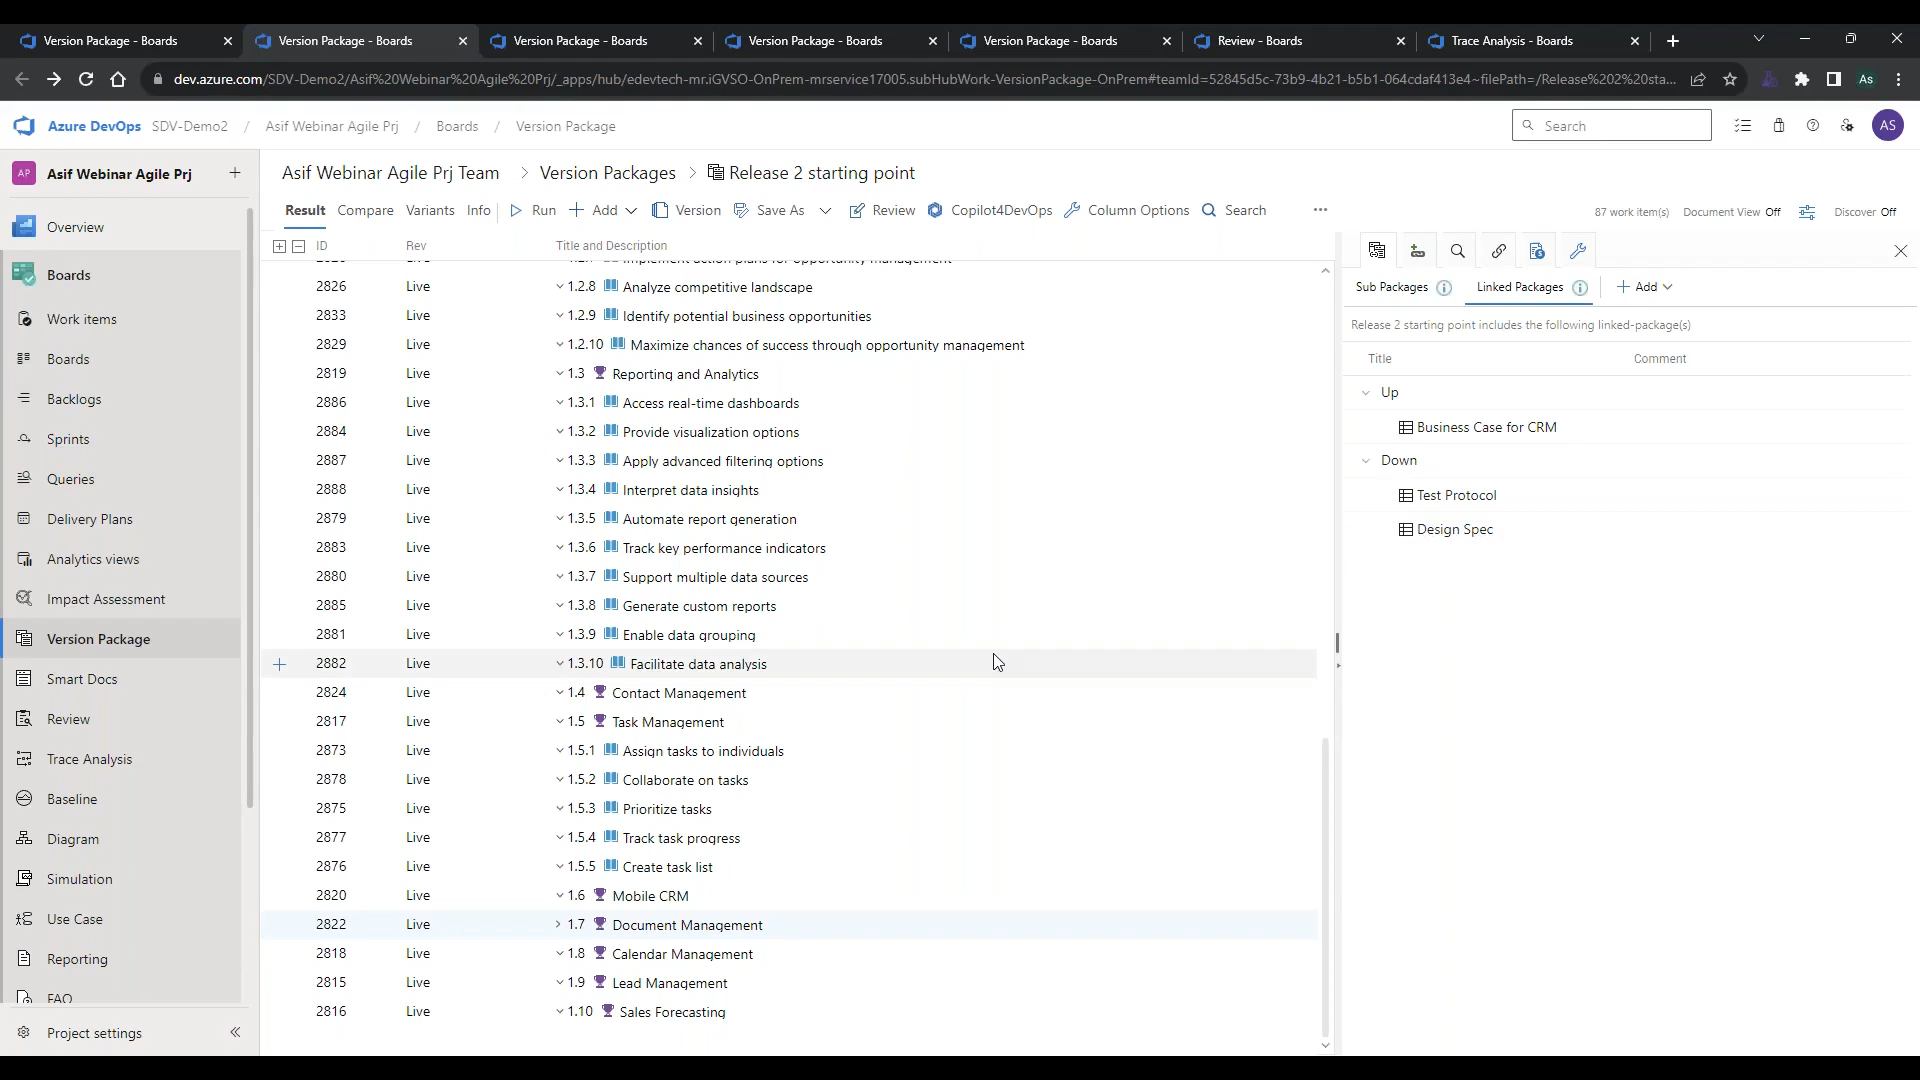 Version Package - Boards
Version Package - Boards
Version Package - Boards
Version Package - Boards
Version Package - Boards
Review - Boards
Trace Analysis - Boards
dev.azure.com/SDV-Demo2/Asif%20Webinar%20Agile%20Prj/_apps/hub/edevtech-mr.iGVSO-OnPrem-mrservice17005.subHubWork-VersionPackage-OnPrem#teamId=52845d5c-73b9-4b21-b5b1-064cdaf413e4~filePath=/Release%202%20sta...
As
Azure DevOps SDV-Demo2 / Asif Webinar Agile Prj / Boards / Version Package
Search
AS
AP Asif Webinar Agile Prj
Overview
Boards
Work items
Boards
Backlogs
Sprints
Queries
Delivery Plans
Analytics views
Impact Assessment
Version Package
Smart Docs
Review
Trace Analysis
Baseline
Diagram
Simulation
Use Case
Reporting
FAQ
Project settings
Asif Webinar Agile Prj Team > Version Packages > Release 2 starting point
Result Compare Variants Info Run Add Version Save As Review Copilot4DevOps Column Options Search ...
87 work item(s) Document View Off Discover Off
ID Rev Title and Description
2826 Live 1.2.8 Analyze competitive landscape
2833 Live 1.2.9 Identify potential business opportunities
2829 Live 1.2.10 Maximize chances of success through opportunity management
2819 Live 1.3 Reporting and Analytics
2886 Live 1.3.1 Access real-time dashboards
2884 Live 1.3.2 Provide visualization options
2887 Live 1.3.3 Apply advanced filtering options
2888 Live 1.3.4 Interpret data insights
2879 Live 1.3.5 Automate report generation
2883 Live 1.3.6 Track key performance indicators
2880 Live 1.3.7 Support multiple data sources
2885 Live 1.3.8 Generate custom reports
2881 Live 1.3.9 Enable data grouping
2882 Live 1.3.10 Facilitate data analysis
2824 Live 1.4 Contact Management
2817 Live 1.5 Task Management
2873 Live 1.5.1 Assign tasks to individuals
2878 Live 1.5.2 Collaborate on tasks
2875 Live 1.5.3 Prioritize tasks
2877 Live 1.5.4 Track task progress
2876 Live 1.5.5 Create task list
2820 Live 1.6 Mobile CRM
2822 Live 1.7 Document Management
2818 Live 1.8 Calendar Management
2815 Live 1.9 Lead Management
2816 Live 1.10 Sales Forecasting
Sub Packages Linked Packages Add
Release 2 starting point includes the following linked-package(s)
Title Comment
Up
Business Case for CRM
Down
Test Protocol
Design Spec